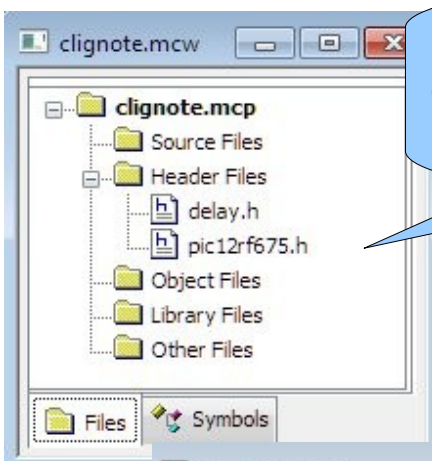 clignote.mcw
clignote.mcp
Source Files
Header Files
delay.h
pic12rf675.h
Object Files
Library Files
Other Files
Files Symbols